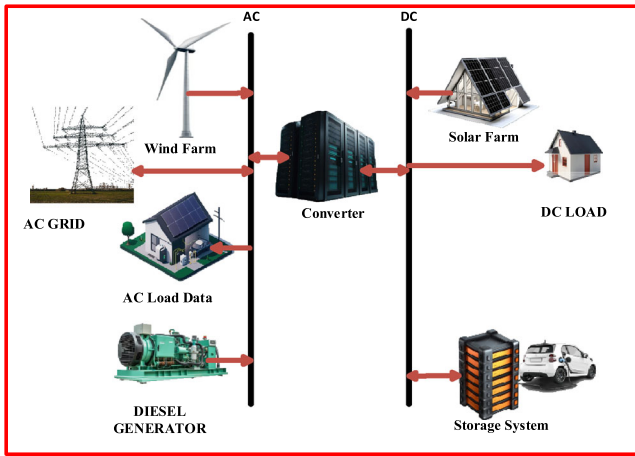 AC
DC
Wind Farm
Solar Farm
AC GRID
Converter
DC LOAD
AC Load Data
DIESEL
GENERATOR
Storage System